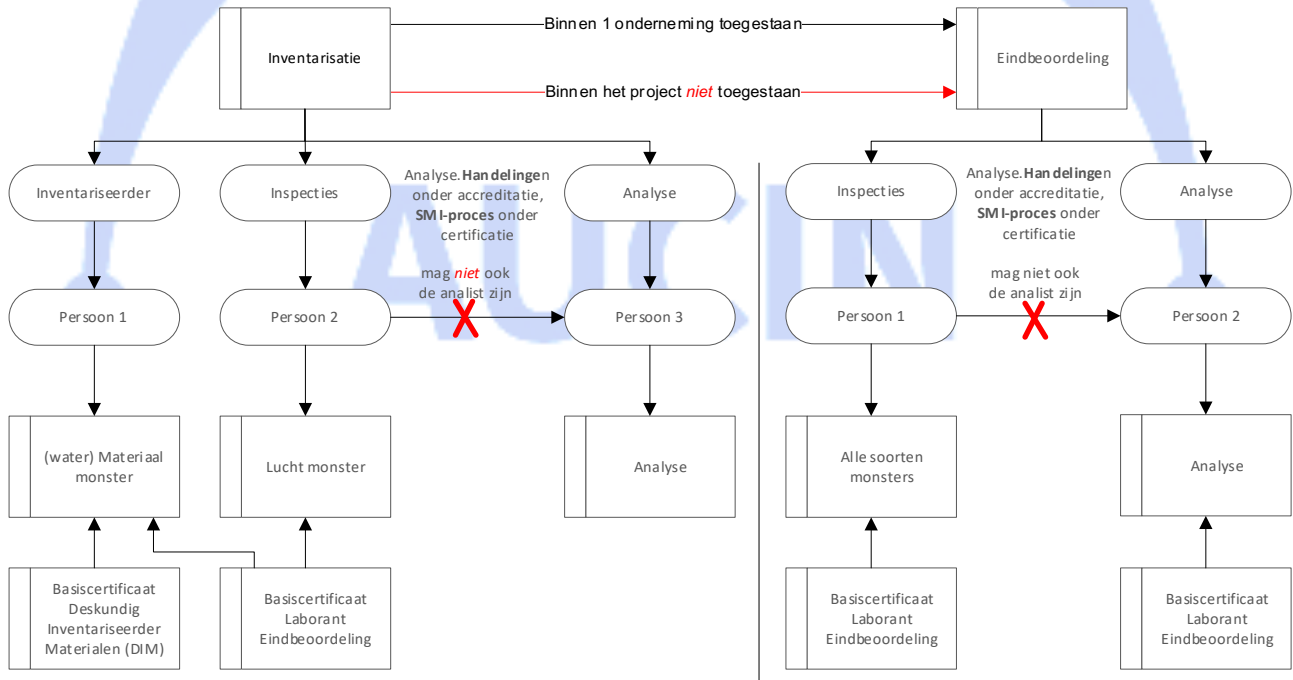 Inventarisatie
Binnen 1 onderneming toegestaan
Binnen het project niet toegestaan
Eindbeoordeling
Inventariseerder
Inspecties
Analyse.Handelingen
onder accreditatie,
SMI-proces onder
certificatie
Analyse
mag niet ook
de analist zijn
Persoon 1
Persoon 2
Persoon 3
(water) Materiaal
monster
Lucht monster
Analyse
Basiscertificaat
Deskundig
Inventariseerder
Materialen (DIM)
Basiscertificaat
Laborant
Eindbeoordeling
Inspecties
Analyse.Handelingen
onder accreditatie,
SMI-proces onder
certificatie
Analyse
mag niet ook
de analist zijn
Persoon 1
Persoon 2
Alle soorten
monsters
Analyse
Basiscertificaat
Laborant
Eindbeoordeling
Basiscertificaat
Laborant
Eindbeoordeling
AUCIN